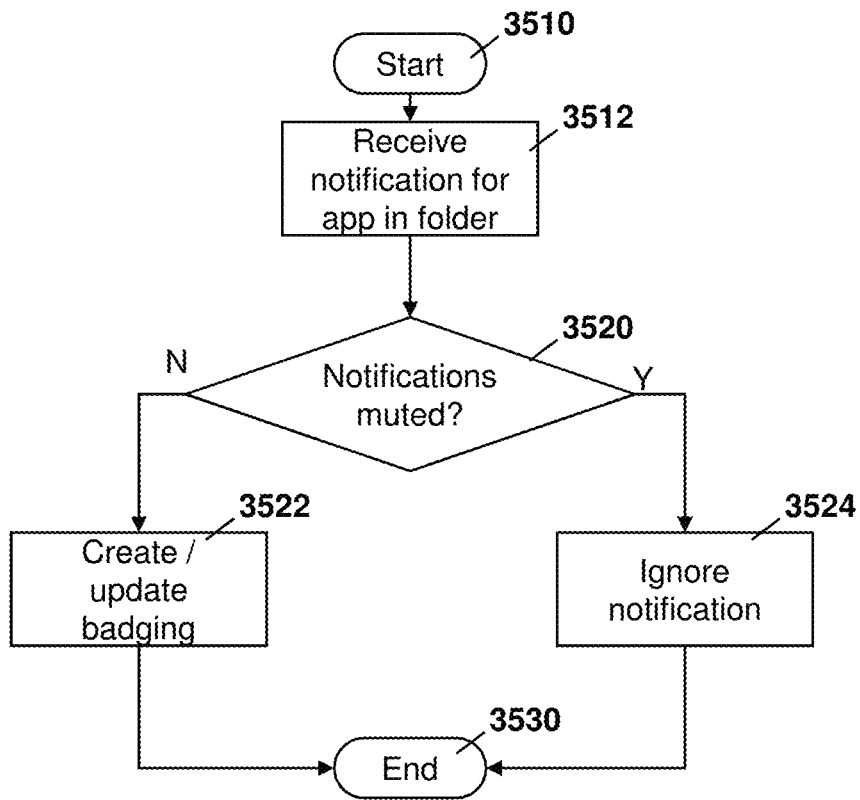 3510
Start
3512
Receive
notification for
app in folder
3520
N
Notifications
muted?
Y
3522
Create /
update
badging
3524
Ignore
notification
3530
End